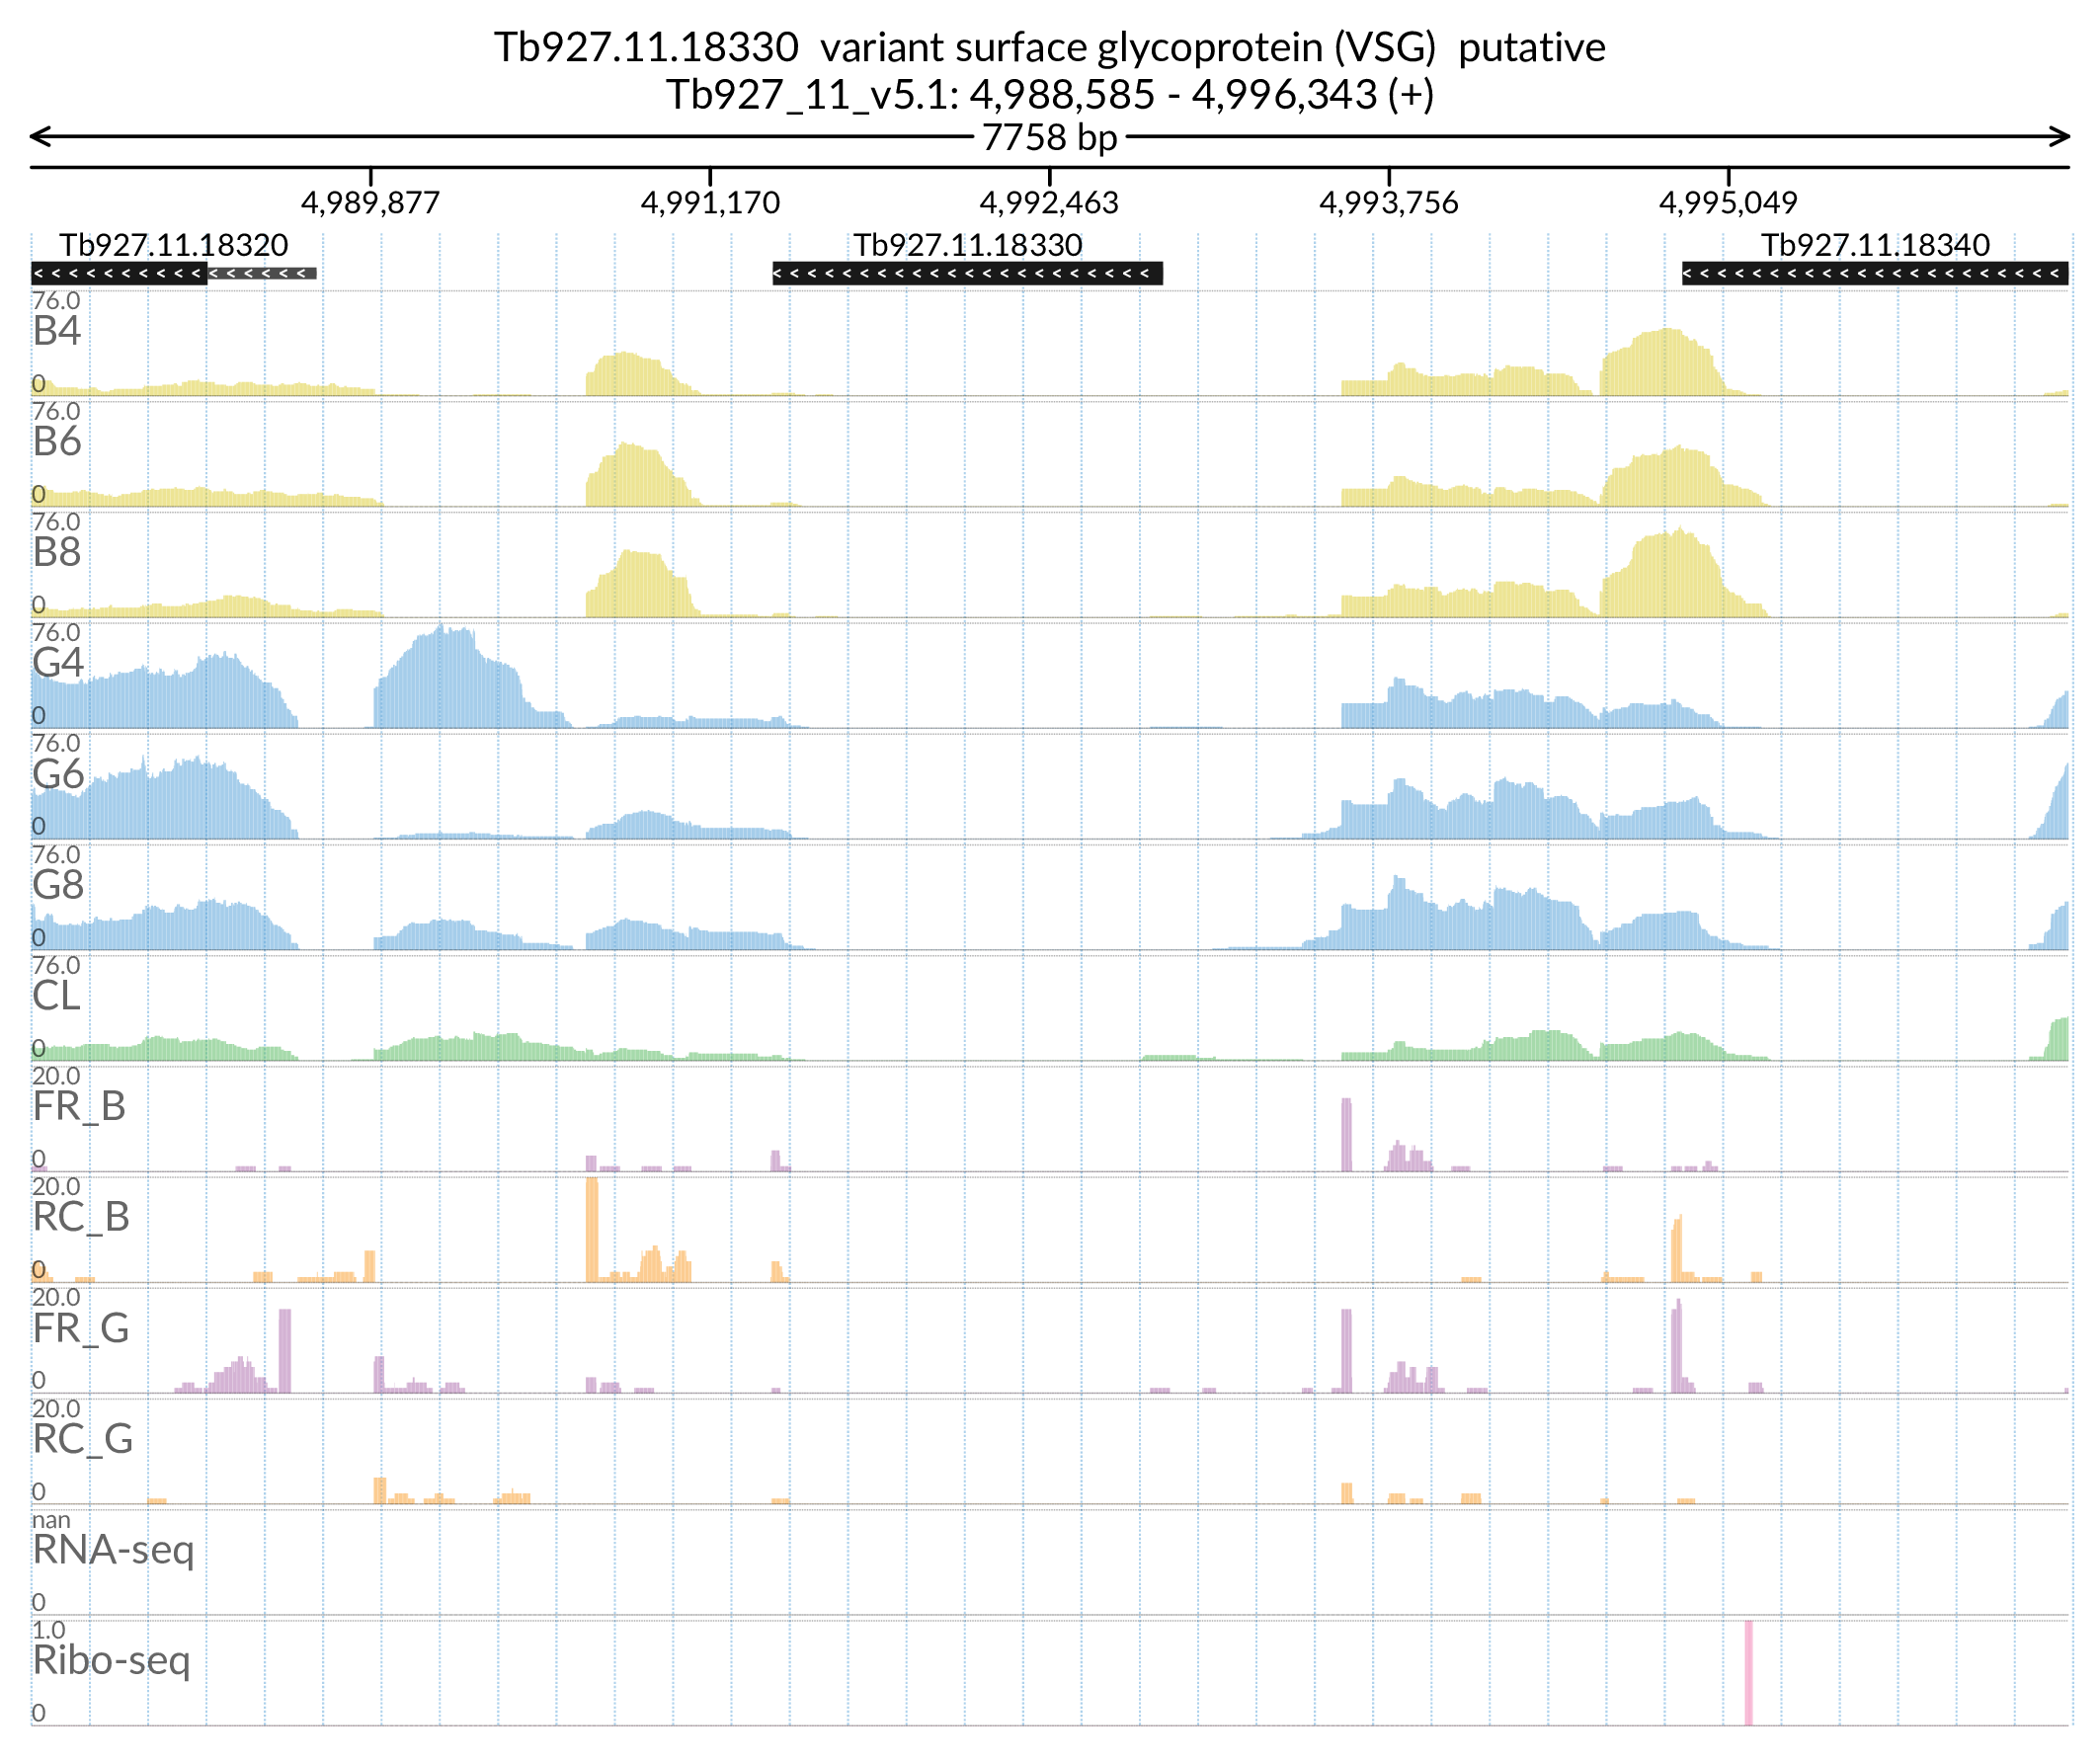 Tb927.11.18330  variant surface glycoprotein (VSG)  putative
Tb927_11_v5.1: 4,988,585 - 4,996,343 (+)
7758 bp
4,989,877 4,991,170 4,992,463 4,993,756 4,995,049
Tb927.11.18320 Tb927.11.18330 Tb927.11.18340
76.0
B4
0
76.0
B6
0
76.0
B8
0
76.0
G4
0
76.0
G6
0
76.0
G8
0
76.0
CL
0
20.0
FR_B
0
20.0
RC_B
0
20.0
FR_G
0
20.0
RC_G
0
nan
RNA-seq
0
1.0
Ribo-seq
0